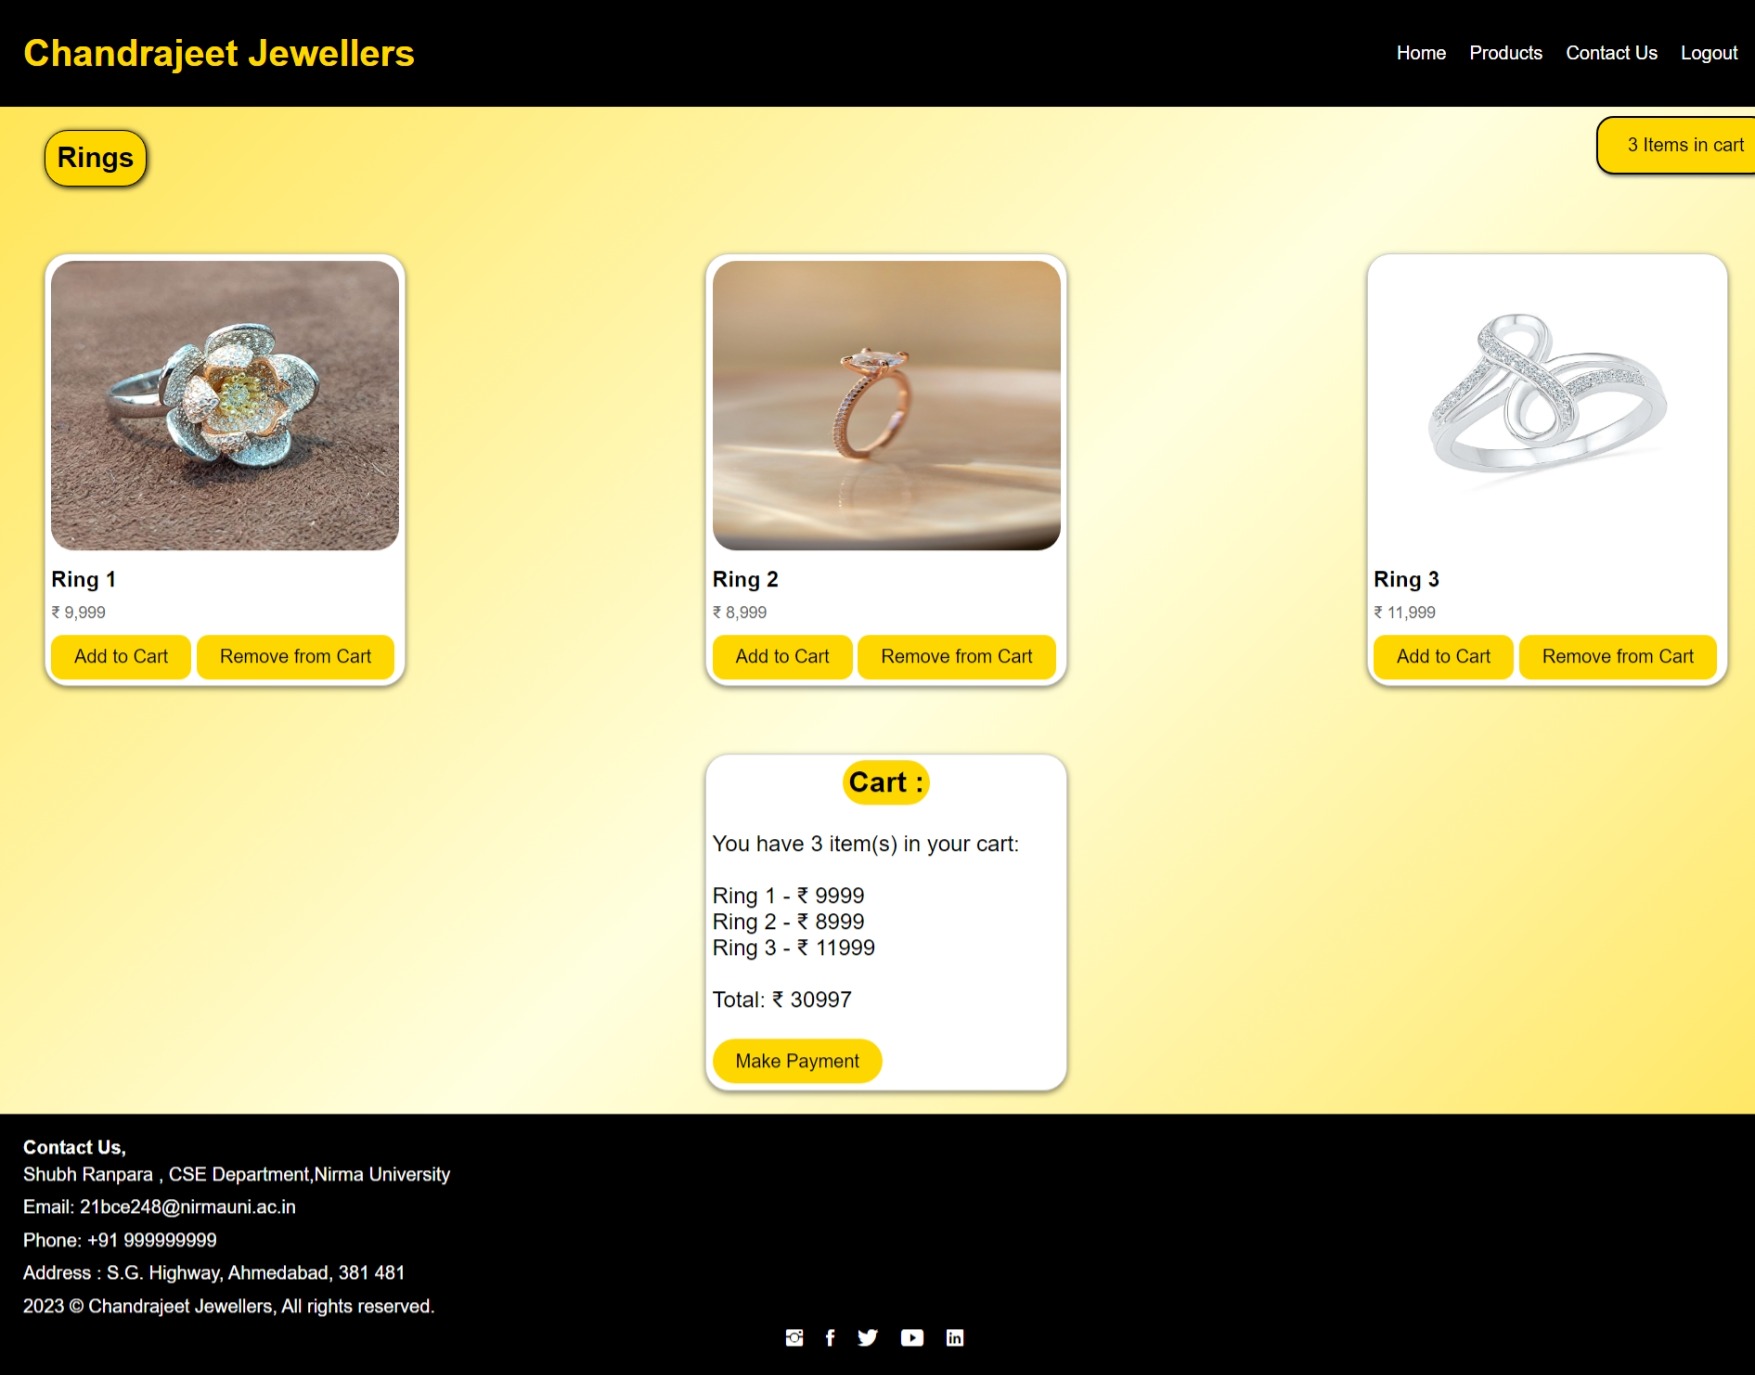 Chandrajeet Jewellers
Home Products Contact Us Logout
Rings
3 Items in cart
Ring 1
₹ 9,999
Add to Cart Remove from Cart
Ring 2
₹ 8,999
Add to Cart Remove from Cart
Ring 3
₹ 11,999
Add to Cart Remove from Cart
Cart :
You have 3 item(s) in your cart:
Ring 1 - ₹ 9999
Ring 2 - ₹ 8999
Ring 3 - ₹ 11999
Total: ₹ 30997
Make Payment
Contact Us,
Shubh Ranpara , CSE Department,Nirma University
Email: 21bce248@nirmauni.ac.in
Phone: +91 999999999
Address : S.G. Highway, Ahmedabad, 381 481
2023 © Chandrajeet Jewellers, All rights reserved.